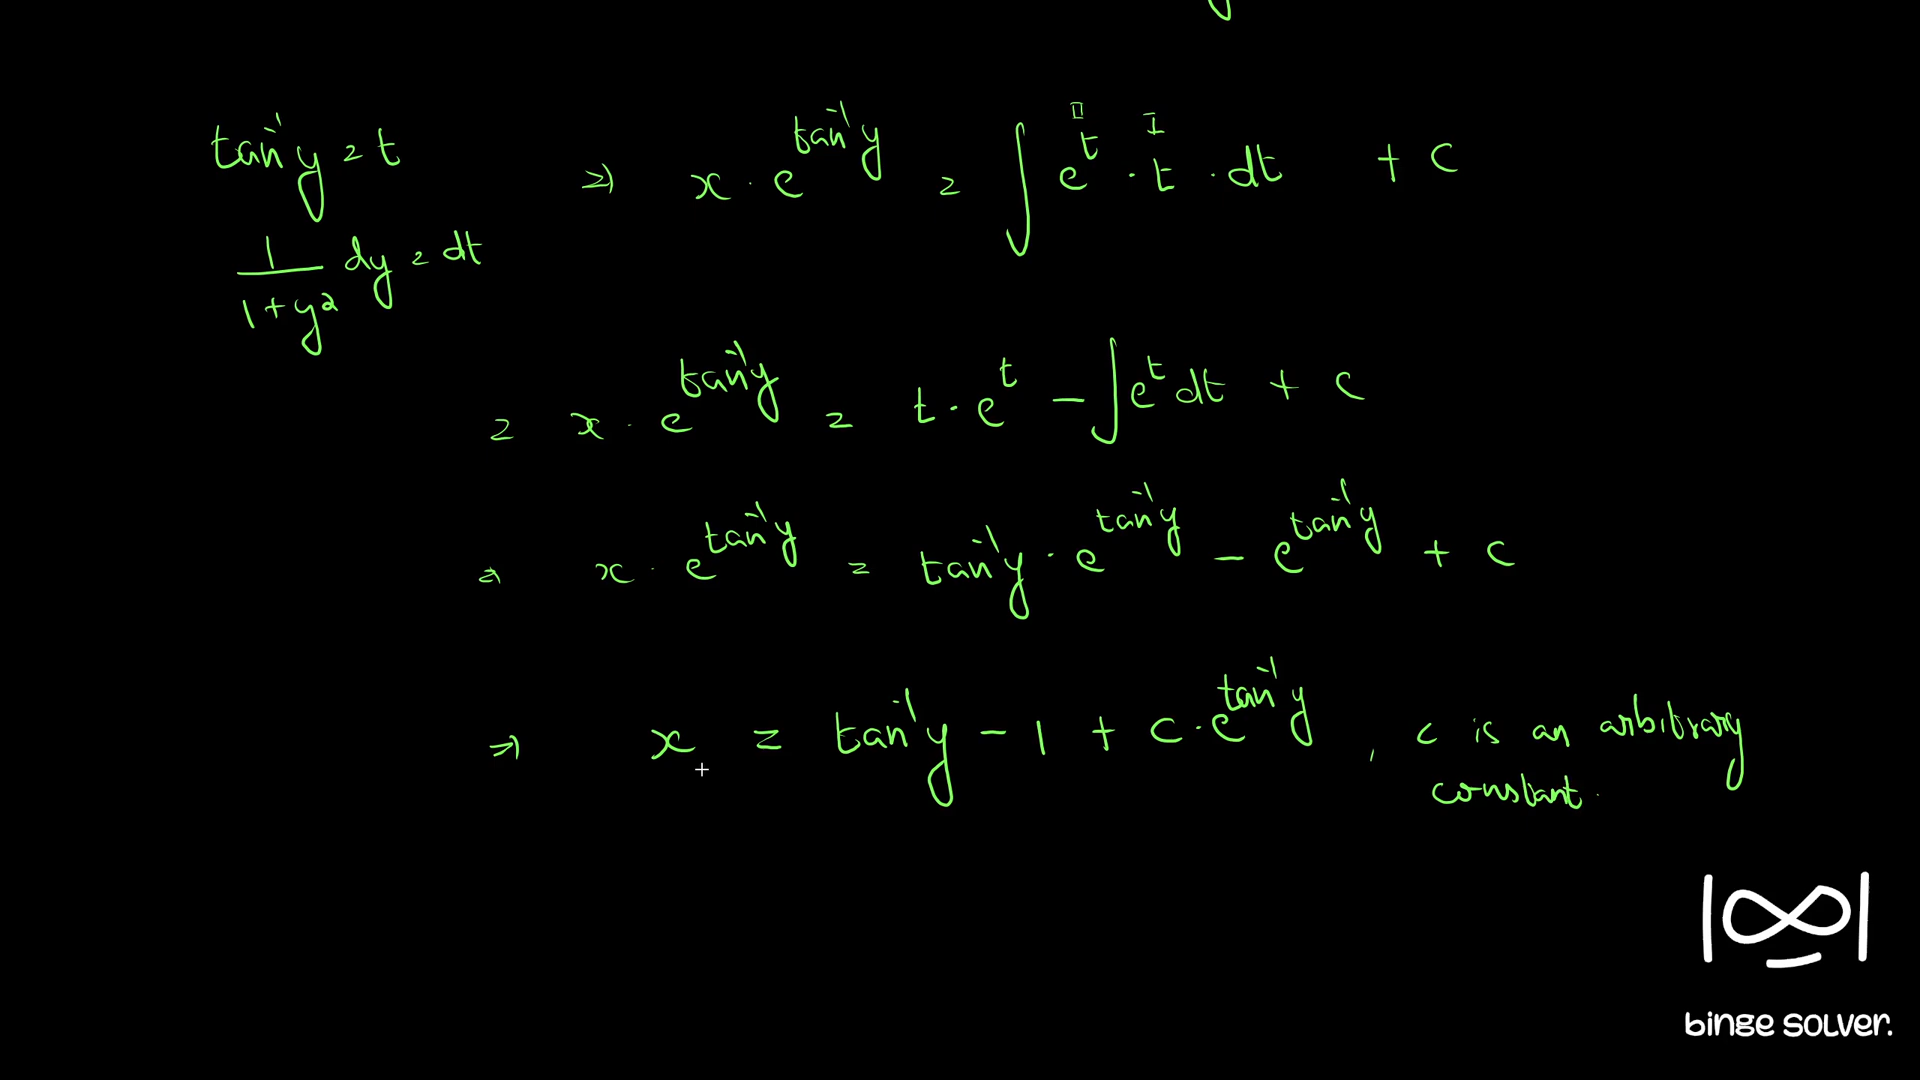 tan⁻¹y = t ⇒ x · e^(tan⁻¹y) = ∫ e^t · t · dt + c
II I
1/(1+y²) dy = dt
= x · e^(tan⁻¹y) = t · e^t − ∫ e^t dt + c
⇒ x · e^(tan⁻¹y) = tan⁻¹y · e^(tan⁻¹y) − e^(tan⁻¹y) + c
⇒ x = tan⁻¹y − 1 + c · e^(tan⁻¹y) , c is an arbitrary
constant.
binge solver.